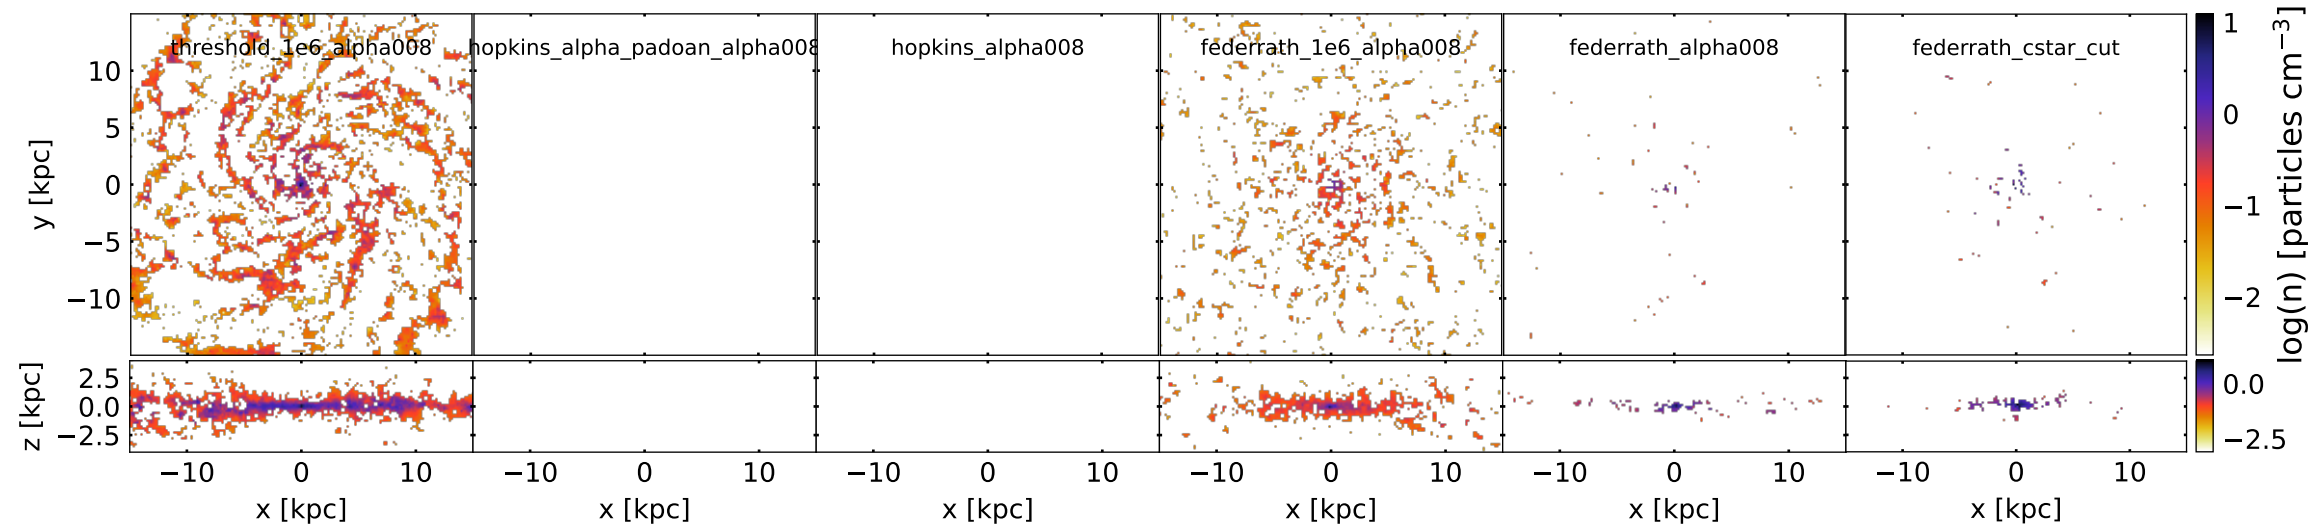 threshold_1e6_alpha008 hopkins_alpha_padoan_alpha008 hopkins_alpha008 federrath_1e6_alpha008 federrath_alpha008 federrath_cstar_cut
10
5
0
−5
−10
y [kpc]
1
0
−1
−2
log(n) [particles cm⁻³]
2.5
0.0
−2.5
z [kpc]
0.0
−2.5
−10 0 10 −10 0 10 −10 0 10 −10 0 10 −10 0 10 −10 0 10
x [kpc] x [kpc] x [kpc] x [kpc] x [kpc] x [kpc]